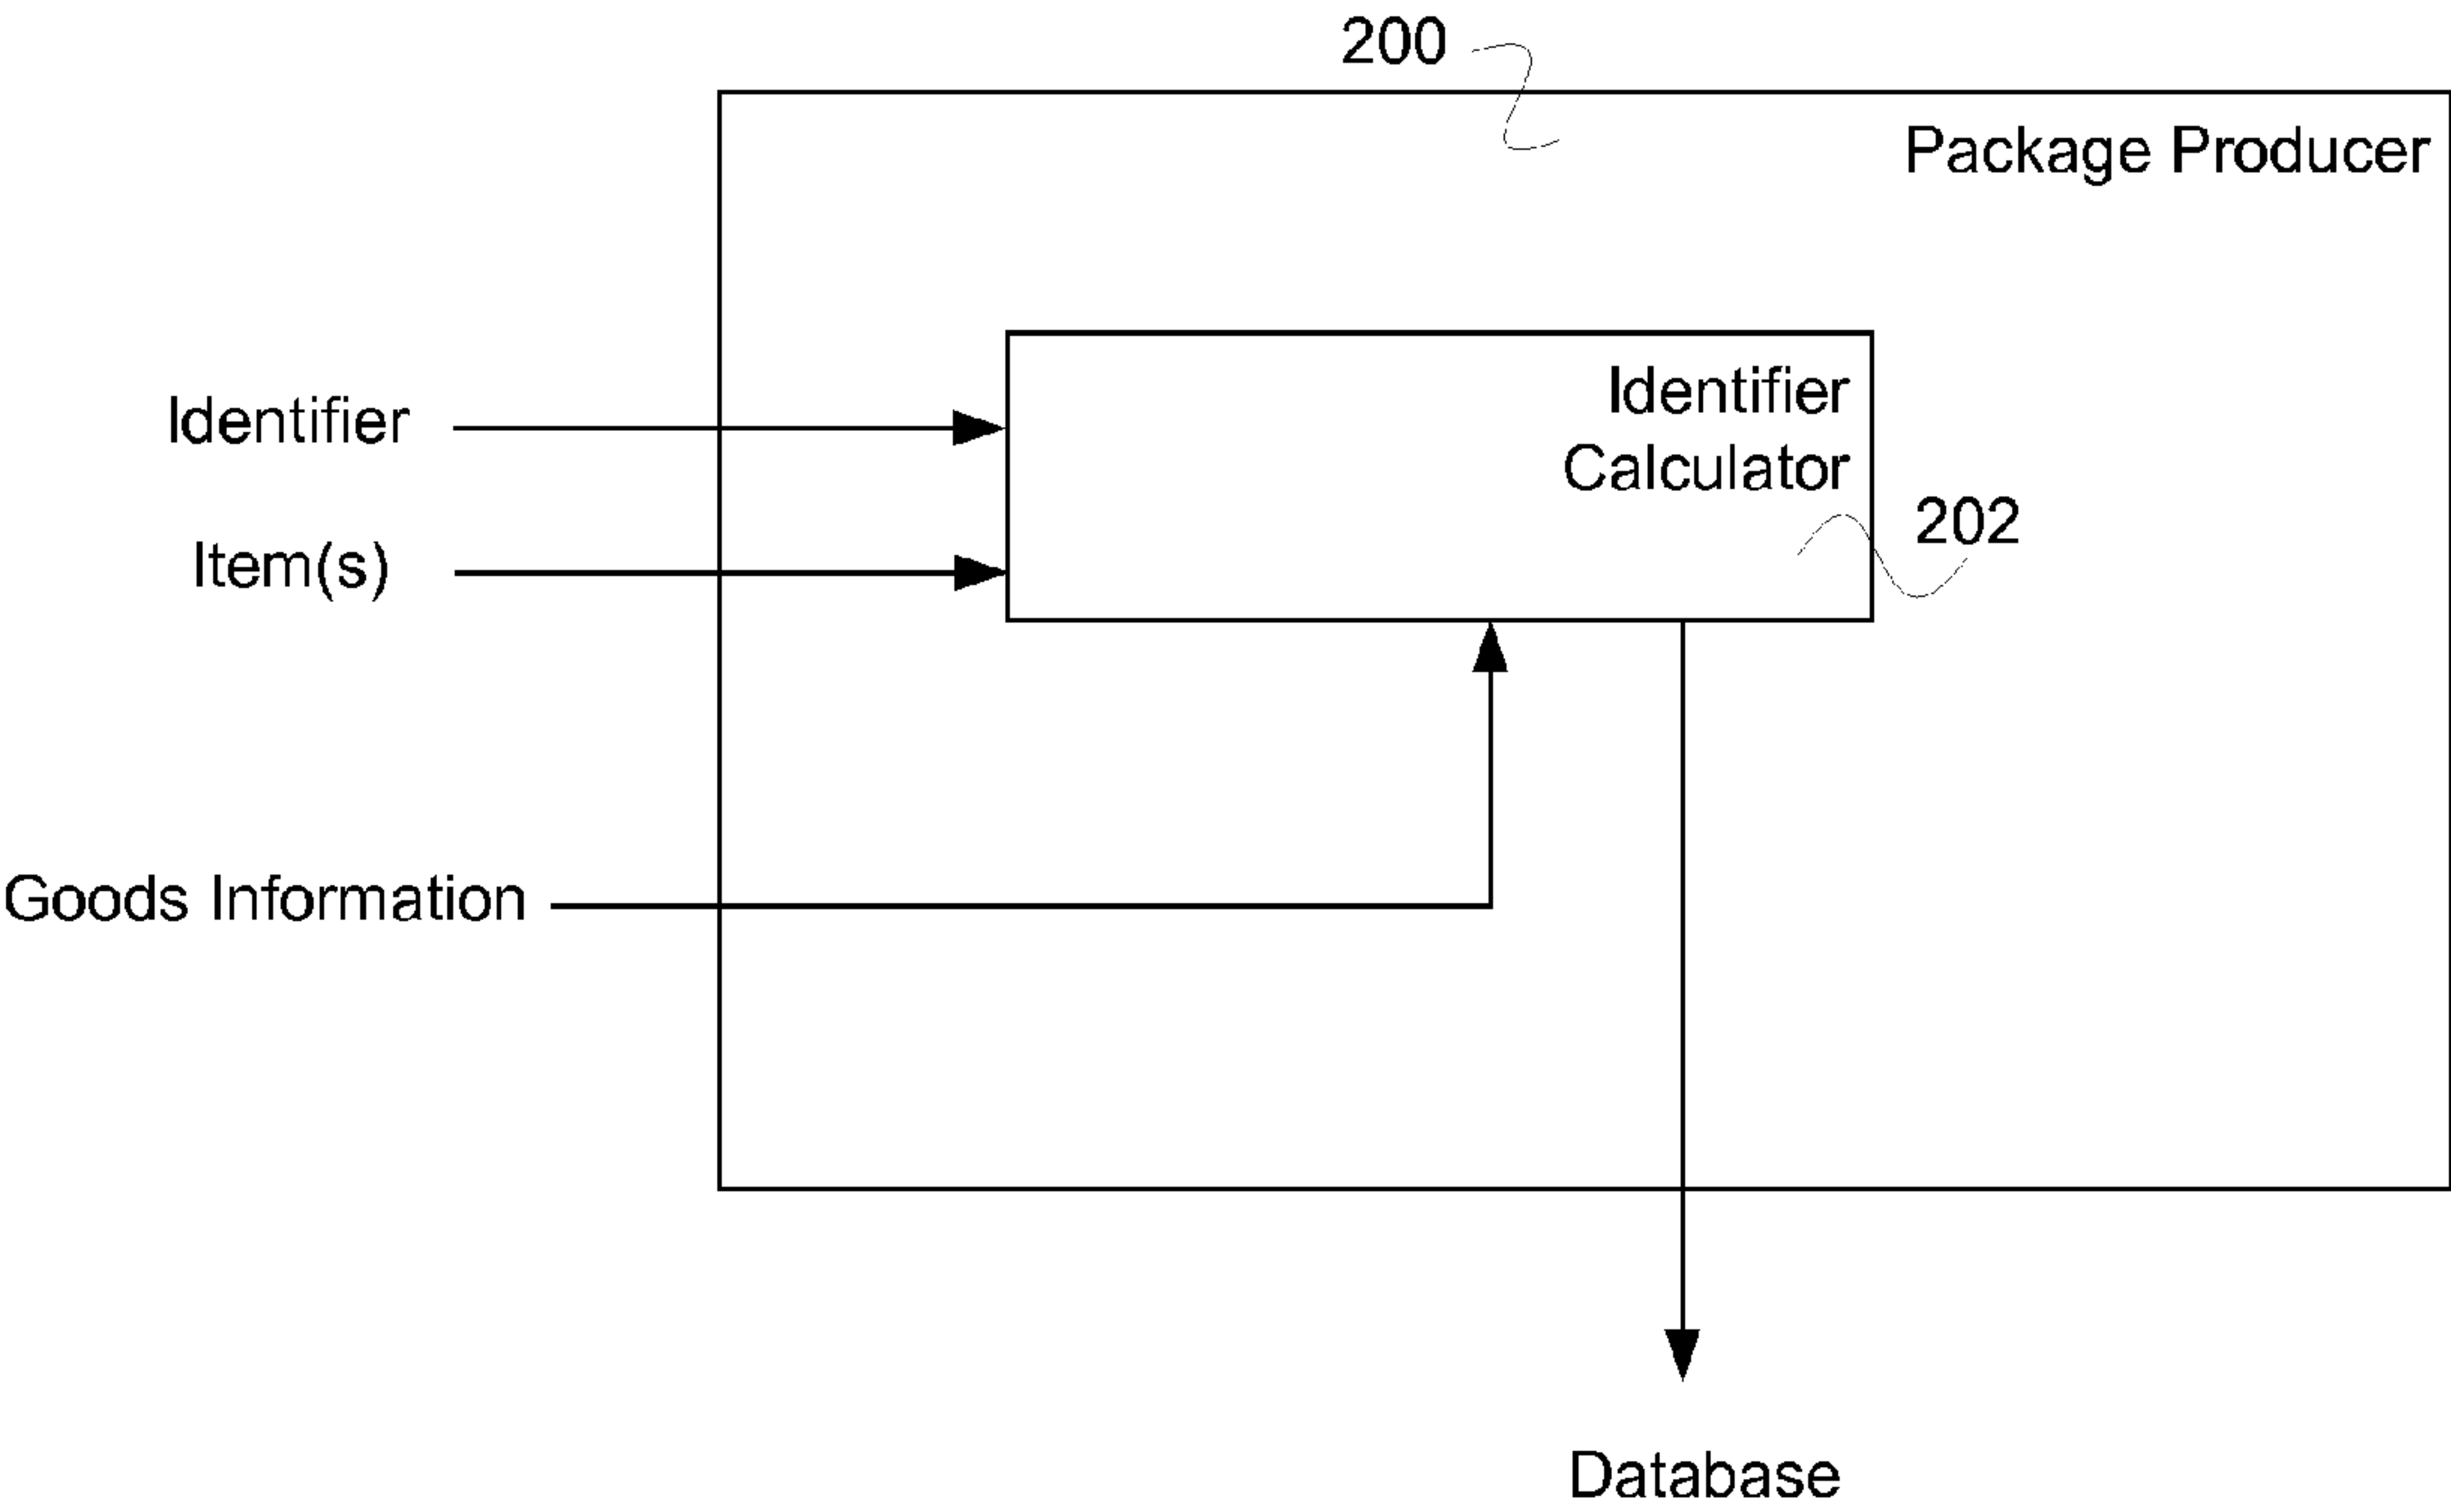 200
Package Producer
Identifier
Calculator
202
Identifier
Item(s)
Goods Information
Database